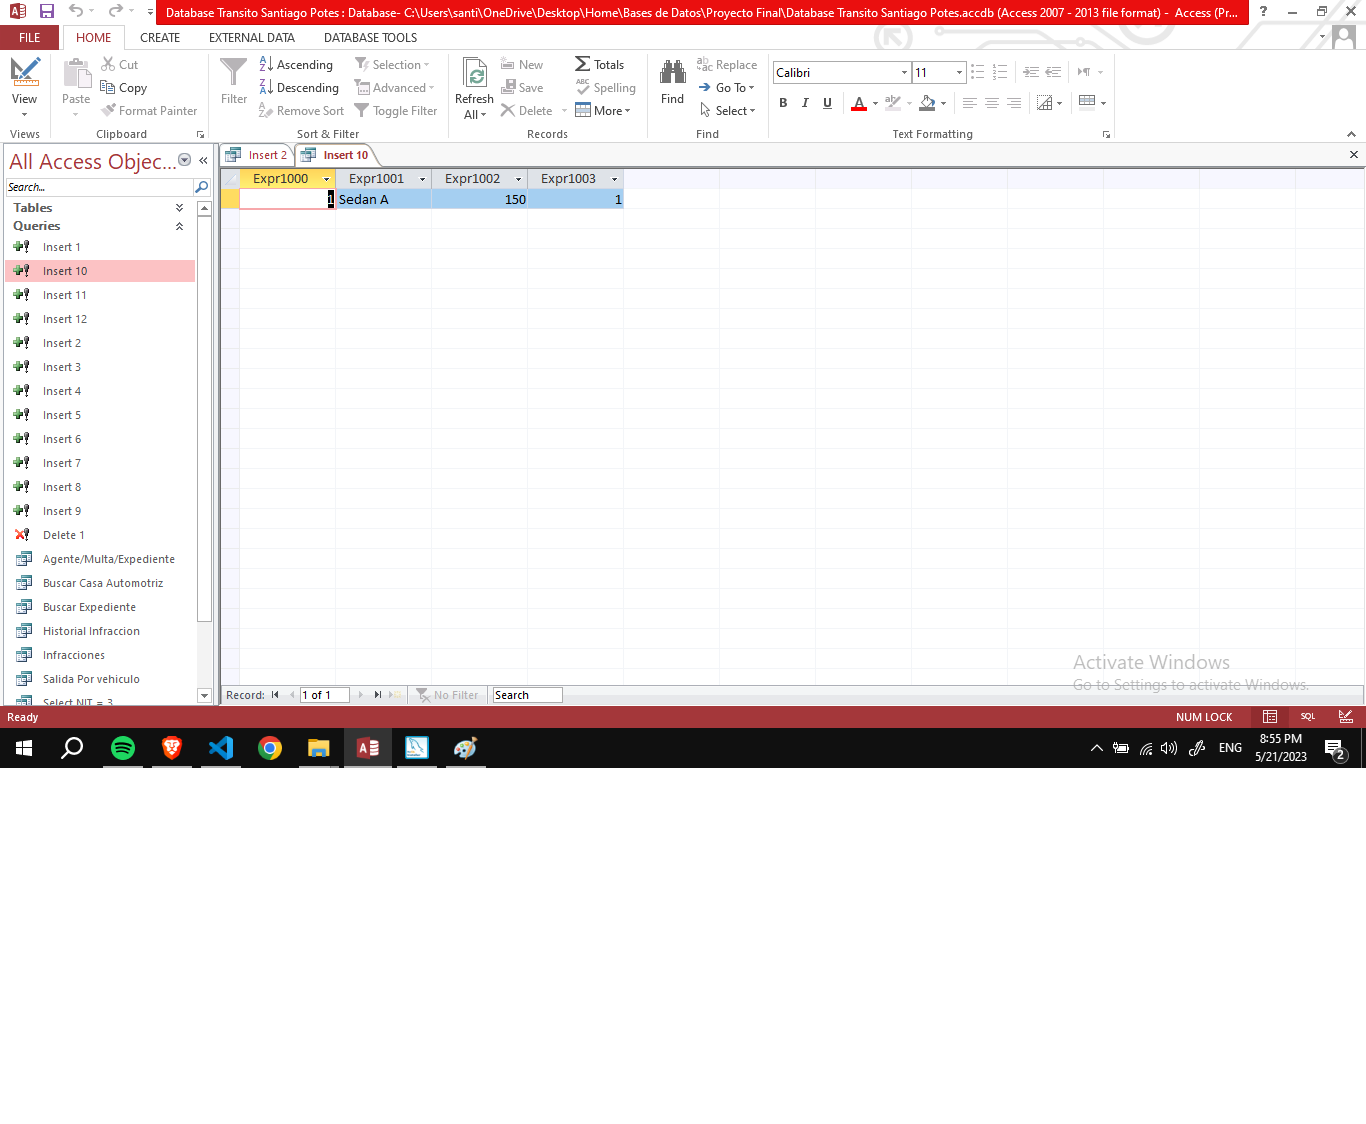 Database Transito Santiago Potes : Database- C:\Users\santi\OneDrive\Desktop\Home\Bases de Datos\Proyecto Final\Database Transito Santiago Potes.accdb (Access 2007 - 2013 file format) - Access (Pr...
FILE HOME CREATE EXTERNAL DATA DATABASE TOOLS
View
Views
Paste
Cut
Copy
Format Painter
Clipboard
Filter
Ascending
Descending
Remove Sort
Selection
Advanced
Toggle Filter
Sort & Filter
Refresh
All
New
Save
Delete
Totals
Spelling
More
Records
Find
Replace
Go To
Select
Find
Calibri 11
B I U A
Text Formatting
All Access Objec...
Search...
Tables
Queries
Insert 1
Insert 10
Insert 11
Insert 12
Insert 2
Insert 3
Insert 4
Insert 5
Insert 6
Insert 7
Insert 8
Insert 9
Delete 1
Agente/Multa/Expediente
Buscar Casa Automotriz
Buscar Expediente
Historial Infraccion
Infracciones
Salida Por vehiculo
Select NIT = 3
Insert 2 Insert 10
Expr1000 Expr1001 Expr1002 Expr1003
1 Sedan A 150 1
Activate Windows
Go to Settings to activate Windows.
Record: 1 of 1 No Filter Search
Ready NUM LOCK SQL
ENG
8:55 PM
5/21/2023
2